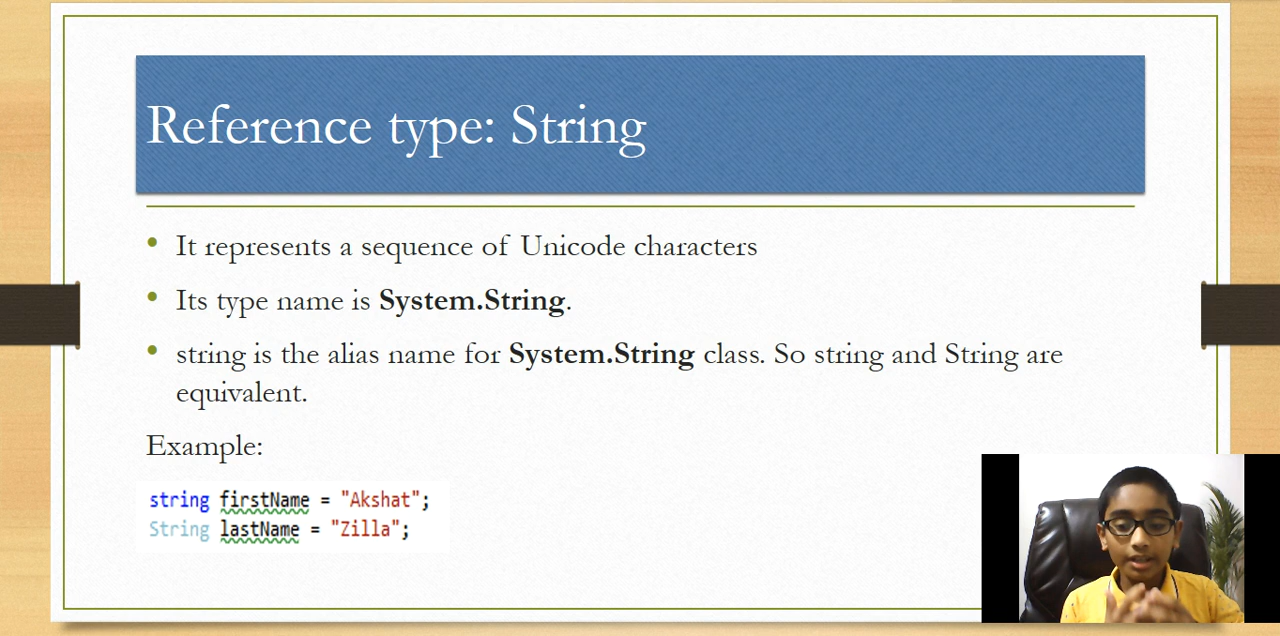 Reference type: String
It represents a sequence of Unicode characters
Its type name is System.String.
string is the alias name for System.String class. So string and String are
equivalent.
Example:
string firstName = "Akshat";
String lastName = "Zilla";